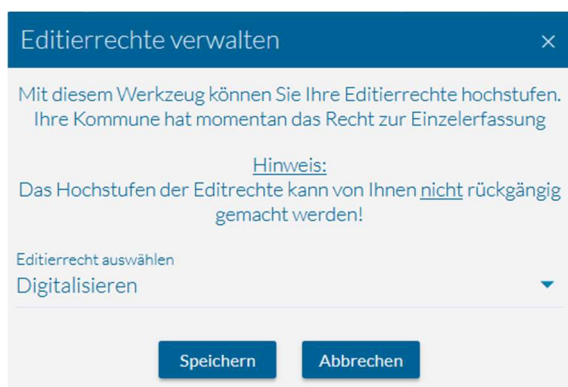 Editierrechte verwalten ×
Mit diesem Werkzeug können Sie Ihre Editierrechte hochstufen.
Ihre Kommune hat momentan das Recht zur Einzelerfassung
Hinweis:
Das Hochstufen der Editrechte kann von Ihnen nicht rückgängig
gemacht werden!
Editierrecht auswählen
Digitalisieren
Speichern Abbrechen